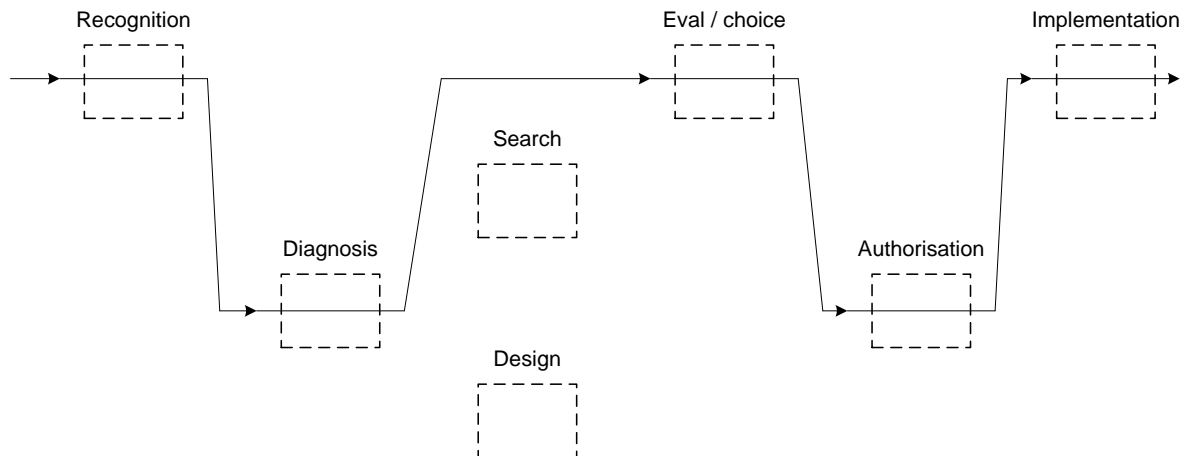 Recognition
Eval / choice
Implementation
Search
Diagnosis
Authorisation
Design